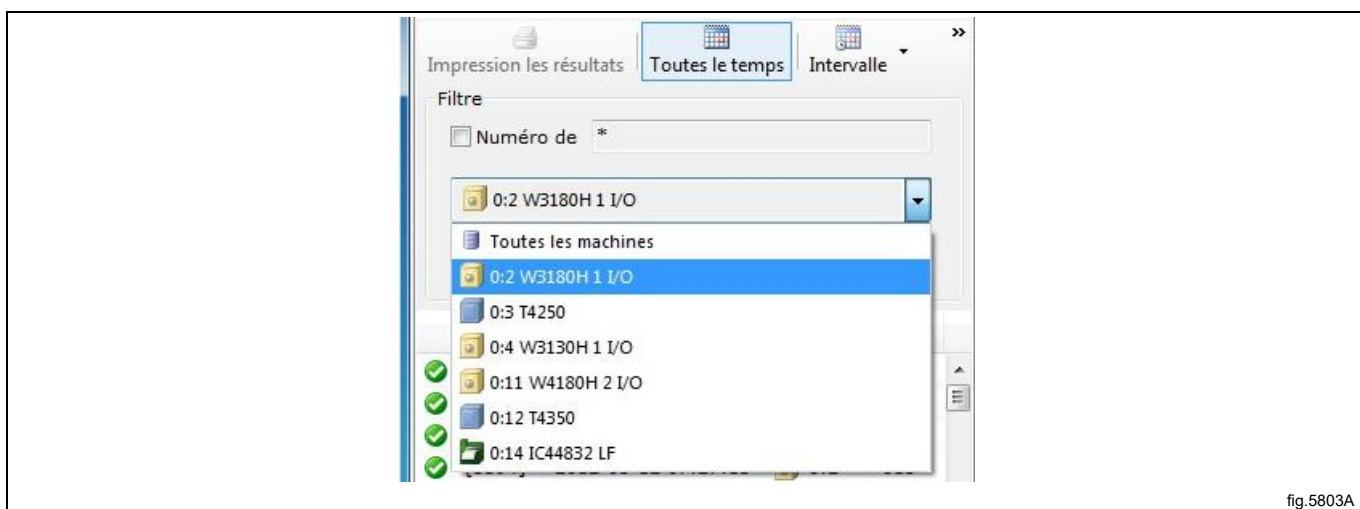 »
Impression les résultats Toutes le temps Intervalle
Filtre
Numéro de *
0:2 W3180H 1 I/O
Toutes les machines
0:2 W3180H 1 I/O
0:3 T4250
0:4 W3130H 1 I/O
0:11 W4180H 2 I/O
0:12 T4350
0:14 IC44832 LF
fig.5803A